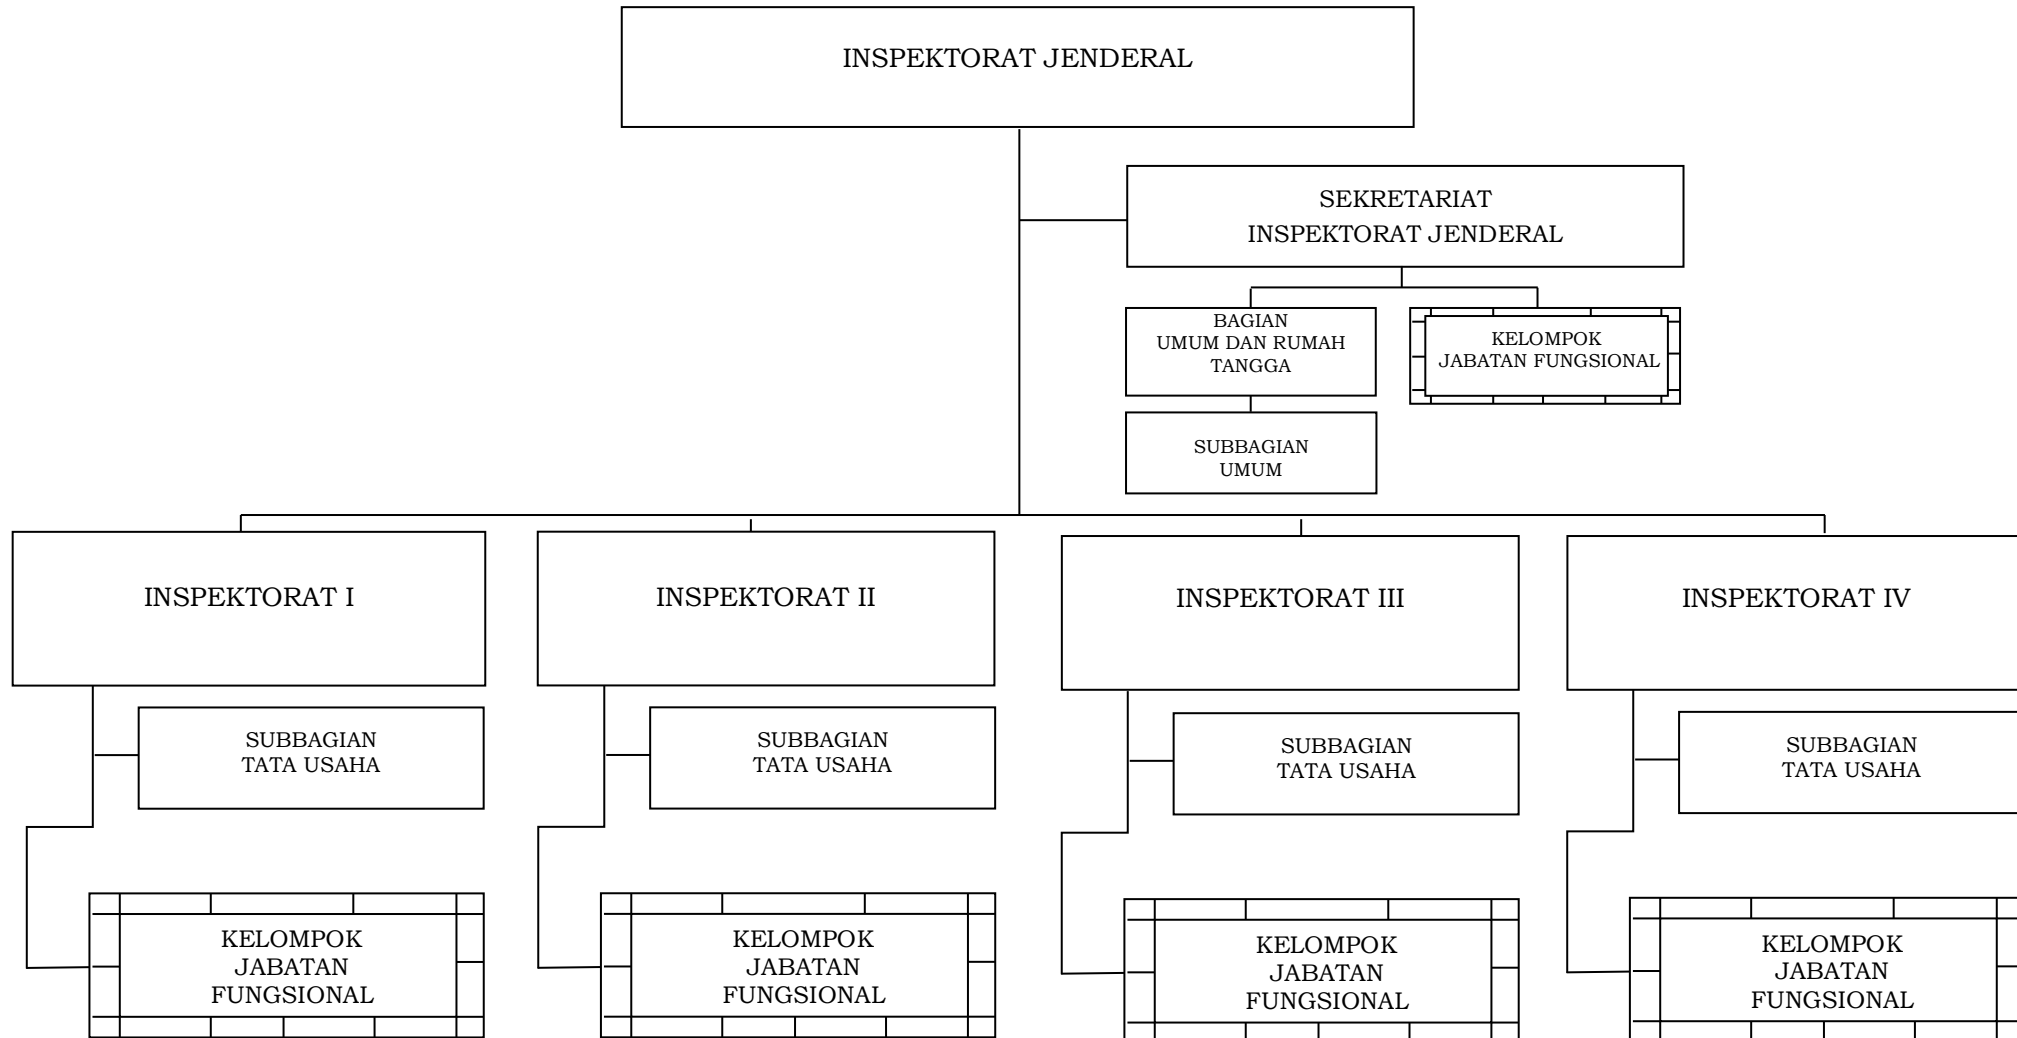 INSPEKTORAT JENDERAL
SEKRETARIAT
INSPEKTORAT JENDERAL
BAGIAN
UMUM DAN RUMAH
TANGGA
KELOMPOK
JABATAN FUNGSIONAL
SUBBAGIAN
UMUM
INSPEKTORAT I
INSPEKTORAT II
INSPEKTORAT III
INSPEKTORAT IV
SUBBAGIAN
TATA USAHA
SUBBAGIAN
TATA USAHA
SUBBAGIAN
TATA USAHA
SUBBAGIAN
TATA USAHA
KELOMPOK
JABATAN
FUNGSIONAL
KELOMPOK
JABATAN
FUNGSIONAL
KELOMPOK
JABATAN
FUNGSIONAL
KELOMPOK
JABATAN
FUNGSIONAL